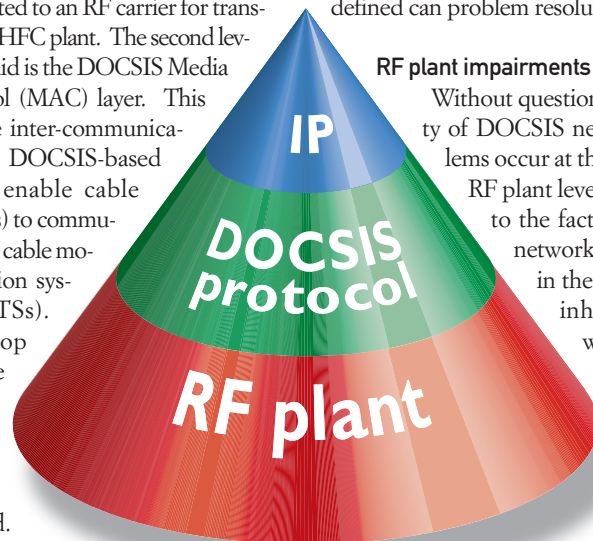 ted to an RF carrier for trans-
HFC plant. The second lev-
id is the DOCSIS Media
ol (MAC) layer. This
e inter-communica-
DOCSIS-based
enable cable
s) to commu-
cable mo-
ion sys-
TSs).
op
e
d.
IP
DOCSIS
protocol
RF plant
defined can problem resolu
RF plant impairments
Without question
ty of DOCSIS ne
lems occur at th
RF plant leve
to the fact
network
in the
inh
w